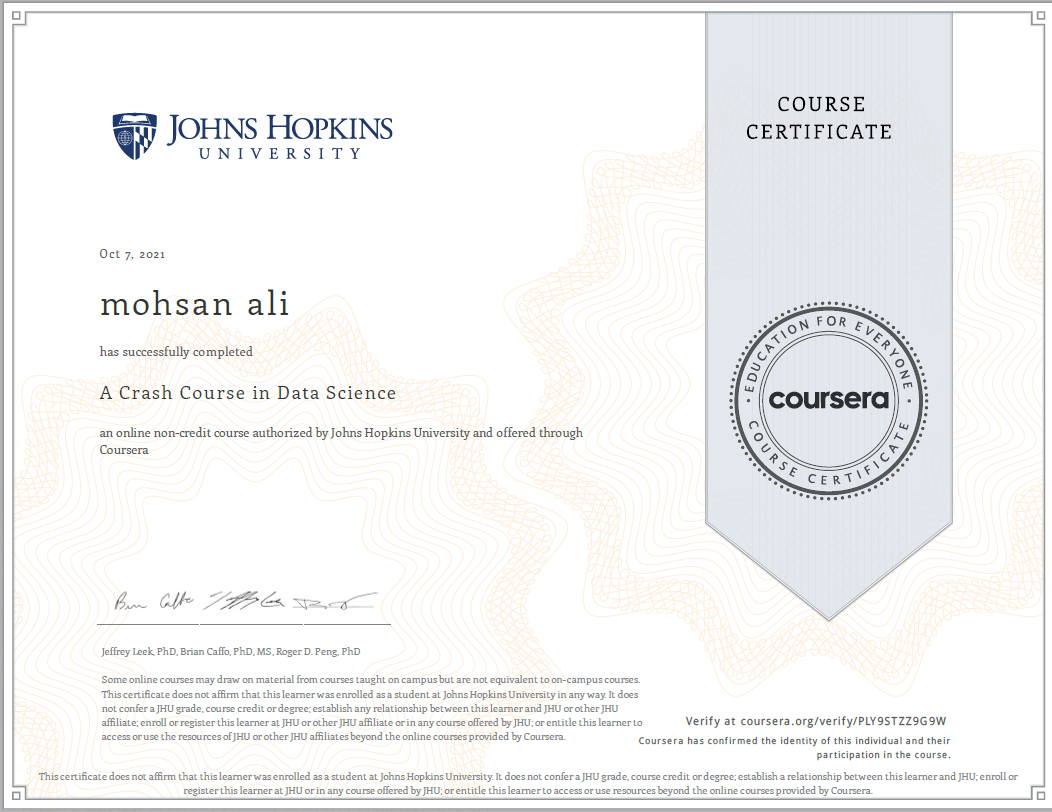 JOHNS HOPKINS
UNIVERSITY
COURSE
CERTIFICATE
Oct 7, 2021
mohsan ali
has successfully completed
A Crash Course in Data Science
an online non-credit course authorized by Johns Hopkins University and offered through
Coursera
EDUCATION FOR EVERYONE
coursera
COURSE CERTIFICATE
Jeffrey Leek, PhD, Brian Caffo, PhD, MS, Roger D. Peng, PhD
Some online courses may draw on material from courses taught on campus but are not equivalent to on-campus courses.
This certificate does not affirm that this learner was enrolled as a student at Johns Hopkins University in any way. It does
not confer a JHU grade, course credit or degree; establish any relationship between this learner and JHU or other JHU
affiliate; enroll or register this learner at JHU or other JHU affiliate or in any course offered by JHU; or entitle this learner to
access or use the resources of JHU or other JHU affiliates beyond the online courses provided by Coursera.
Verify at coursera.org/verify/PLY9STZZ9G9W
Coursera has confirmed the identity of this individual and their
participation in the course.
This certificate does not affirm that this learner was enrolled as a student at Johns Hopkins University. It does not confer a JHU grade, course credit or degree; establish a relationship between this learner and JHU; enroll or
register this learner at JHU or in any course offered by JHU; or entitle this learner to access or use resources beyond the online courses provided by Coursera.